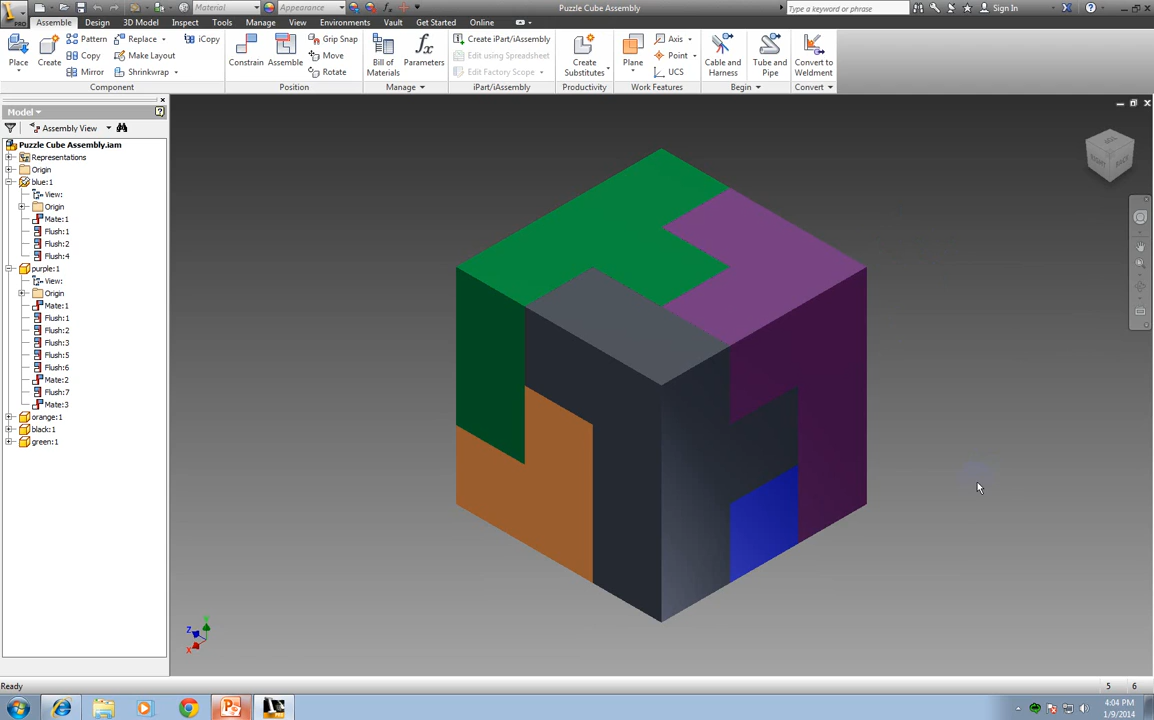 PRO
Material
Appearance
Puzzle Cube Assembly
Type a keyword or phrase
Sign In
Assemble Design 3D Model Inspect Tools Manage View Environments Vault Get Started Online
Place
Create
Pattern
Copy
Mirror
Replace
Make Layout
Shrinkwrap
iCopy
Component
Constrain
Assemble
Grip Snap
Move
Rotate
Position
Bill of
Materials
Parameters
Manage
Create iPart/iAssembly
Edit using Spreadsheet
Edit Factory Scope
iPart/iAssembly
Create
Substitutes
Productivity
Plane
Axis
Point
UCS
Work Features
Cable and
Harness
Tube and
Pipe
Begin
Convert to
Weldment
Convert
Model
Assembly View
Puzzle Cube Assembly.iam
Representations
Origin
blue:1
View:
Origin
Mate:1
Flush:1
Flush:2
Flush:4
purple:1
View:
Origin
Mate:1
Flush:1
Flush:2
Flush:3
Flush:5
Flush:6
Mate:2
Flush:7
Mate:3
orange:1
black:1
green:1
RIGHT BACK
Y
Z
X
Ready
5 6
4:04 PM
1/9/2014